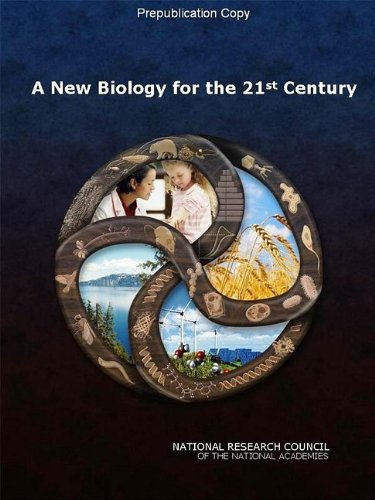 Prepublication Copy
A New Biology for the 21st Century
NATIONAL RESEARCH COUNCIL
OF THE NATIONAL ACADEMIES